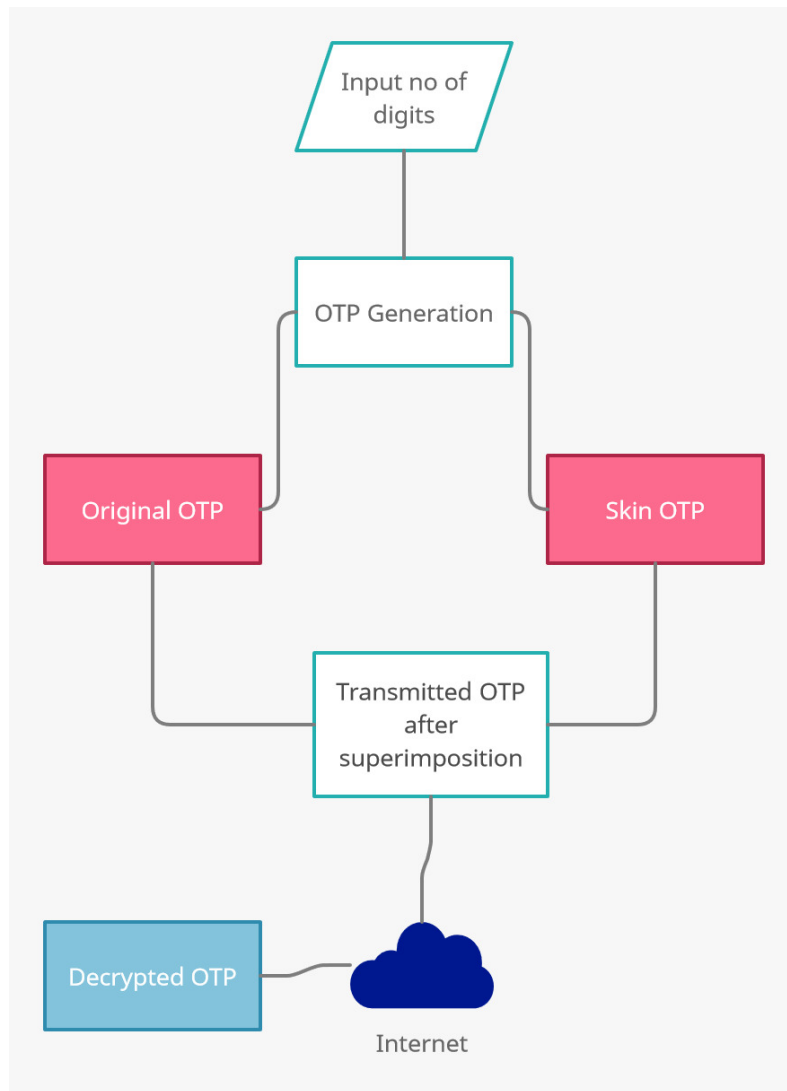 Input no of
digits
OTP Generation
Original OTP
Skin OTP
Transmitted OTP
after
superimposition
Decrypted OTP
Internet